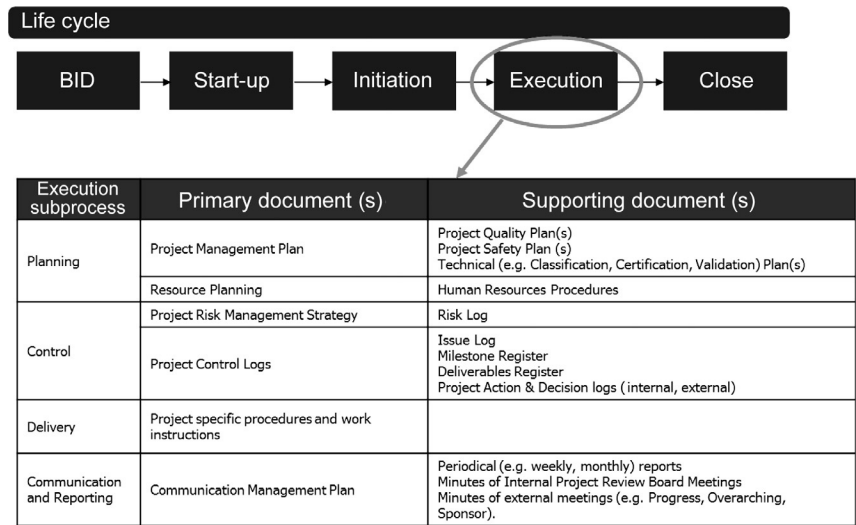 Life cycle
BID
Start-up
Initiation
Execution
Close
Execution
subprocess
Primary document (s)
Supporting document (s)
Planning
Project Management Plan
Project Quality Plan(s)
Project Safety Plan (s)
Technical (e.g. Classification, Certification, Validation) Plan(s)
Resource Planning
Human Resources Procedures
Control
Project Risk Management Strategy
Risk Log
Project Control Logs
Issue Log
Milestone Register
Deliverables Register
Project Action & Decision logs ( internal, external)
Delivery
Project specific procedures and work
instructions
Communication
and Reporting
Communication Management Plan
Periodical (e.g. weekly, monthly) reports
Minutes of Internal Project Review Board Meetings
Minutes of external meetings (e.g. Progress, Overarching,
Sponsor).